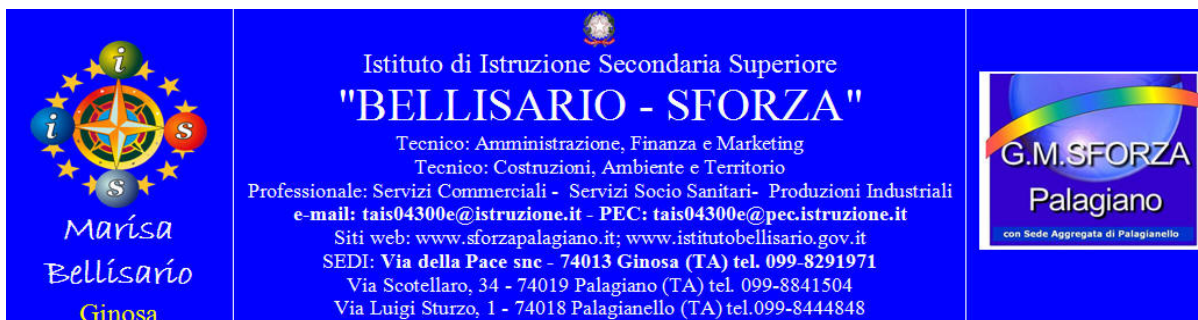 i
i
s
s
Marisa
Bellisario
Ginosa
Istituto di Istruzione Secondaria Superiore
"BELLISARIO - SFORZA"
Tecnico: Amministrazione, Finanza e Marketing
Tecnico: Costruzioni, Ambiente e Territorio
Professionale: Servizi Commerciali - Servizi Socio Sanitari- Produzioni Industriali
e-mail: tais04300e@istruzione.it - PEC: tais04300e@pec.istruzione.it
Siti web: www.sforzapalagiano.it; www.istitutobellisario.gov.it
SEDI: Via della Pace snc - 74013 Ginosa (TA) tel. 099-8291971
Via Scotellaro, 34 - 74019 Palagiano (TA) tel. 099-8841504
Via Luigi Sturzo, 1 - 74018 Palagianello (TA) tel.099-8444848
G.M.SFORZA
Palagiano
con Sede Aggregata di Palagianello